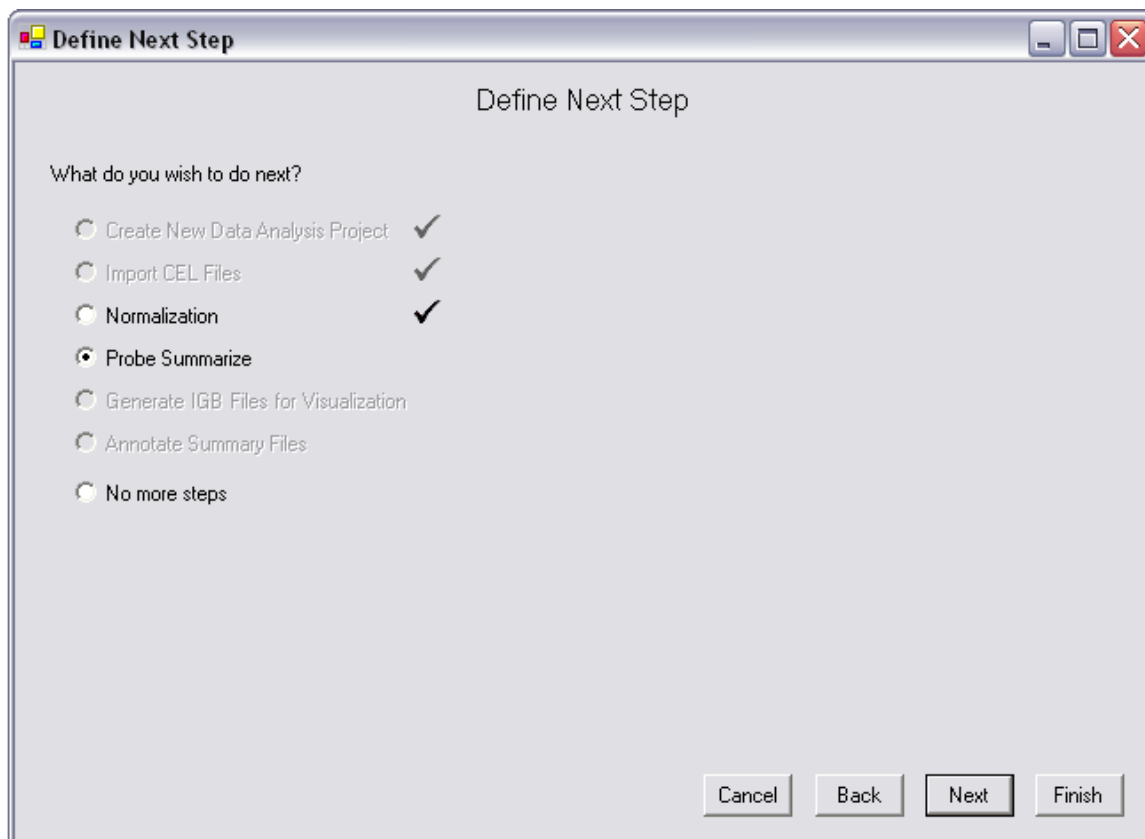 Define Next Step
Define Next Step
What do you wish to do next?
Create New Data Analysis Project
Import CEL Files
Normalization
Probe Summarize
Generate IGB Files for Visualization
Annotate Summary Files
No more steps
Cancel Back Next Finish